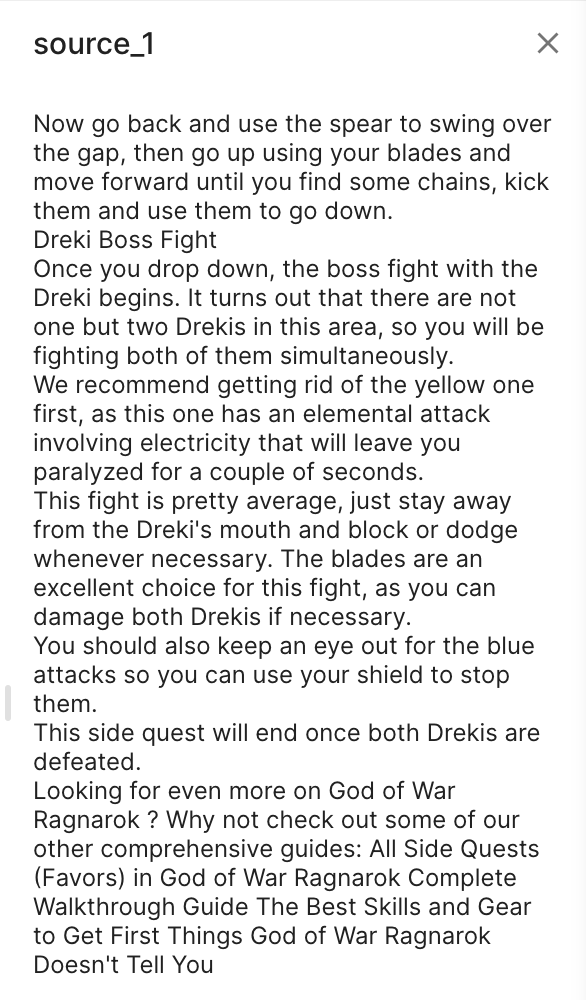 source_1
Now go back and use the spear to swing over
the gap, then go up using your blades and
move forward until you find some chains, kick
them and use them to go down.
Dreki Boss Fight
Once you drop down, the boss fight with the
Dreki begins. It turns out that there are not
one but two Drekis in this area, so you will be
fighting both of them simultaneously.
We recommend getting rid of the yellow one
first, as this one has an elemental attack
involving electricity that will leave you
paralyzed for a couple of seconds.
This fight is pretty average, just stay away
from the Dreki's mouth and block or dodge
whenever necessary. The blades are an
excellent choice for this fight, as you can
damage both Drekis if necessary.
You should also keep an eye out for the blue
attacks so you can use your shield to stop
them.
This side quest will end once both Drekis are
defeated.
Looking for even more on God of War
Ragnarok ? Why not check out some of our
other comprehensive guides: All Side Quests
(Favors) in God of War Ragnarok Complete
Walkthrough Guide The Best Skills and Gear
to Get First Things God of War Ragnarok
Doesn't Tell You